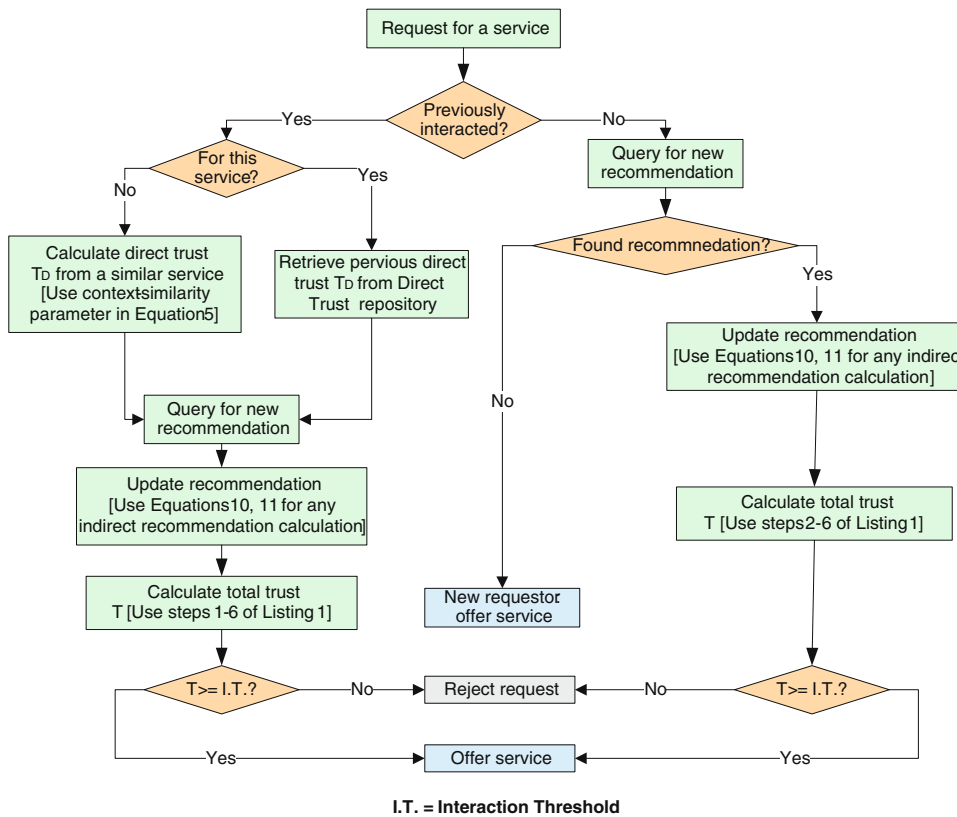 Request for a service
Previously
interacted?
Yes
No
For this
service?
Query for new
recommendation
No
Yes
Found recommnedation?
Calculate direct trust
TD from a similar service
[Use context-similarity
parameter in Equation5]
Retrieve pervious direct
trust TD from Direct
Trust repository
Yes
Update recommendation
[Use Equations10, 11 for any indirect
recommendation calculation]
No
Query for new
recommendation
Update recommendation
[Use Equations10, 11 for any
indirect recommendation calculation]
Calculate total trust
T [Use steps2-6 of Listing1]
Calculate total trust
T [Use steps 1-6 of Listing 1]
New requestor.
offer service
T>= I.T.?
No
Reject request
No
T>= I.T.?
Yes
Offer service
Yes
I.T. = Interaction Threshold